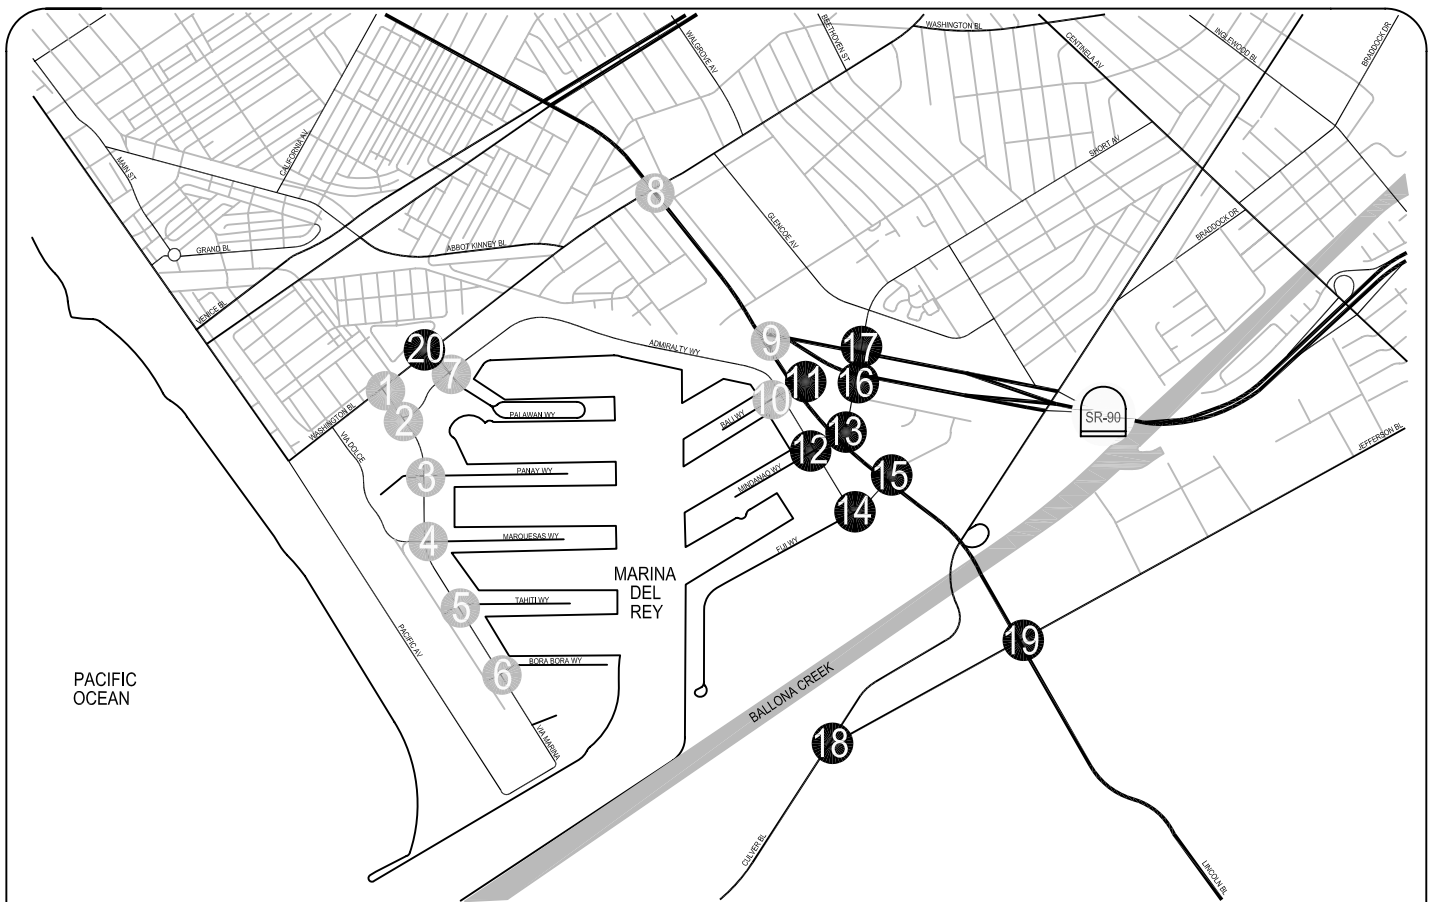 WASHINGTON BL
BEETHOVEN ST
WALGROVE AV
CENTINELA AV
INGLEWOOD BL
BRADDOCK DR
CALIFORNIA AV
MAIN ST
SHORT AV
8
GLENCOE AV
BRADDOCK DR
GRAND BL
ABBOT KINNEY BL
VENICE BL
20
7
ADMIRALTY WY
9
17
11
16
1
2
10
SR-90
WASHINGTON BL
PALAWAN WY
BALI WY
VIA DOLCE
12
13
JEFFERSON BL
3
PANAY WY
MINDANAO WY
15
14
4
MARQUESAS WY
FIJI WY
MARINA
DEL
REY
5
TAHITI WY
PACIFIC AV
19
6
BORA BORA WY
PACIFIC
OCEAN
BALLONA CREEK
VIA MARINA
18
CULVER BL
LINCOLN BL